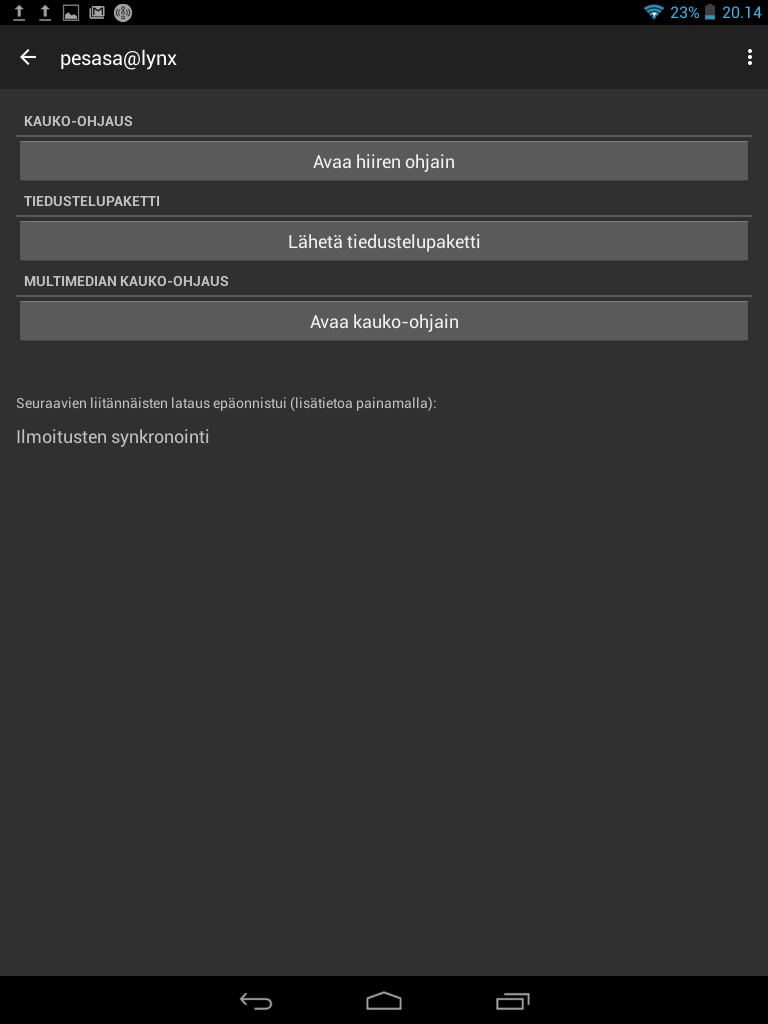 23% 20.14
pesasa@lynx
KAUKO-OHJAUS
Avaa hiiren ohjain
TIEDUSTELUPAKETTI
Lähetä tiedustelupaketti
MULTIMEDIAN KAUKO-OHJAUS
Avaa kauko-ohjain
Seuraavien liitännäisten lataus epäonnistui (lisätietoa painamalla):
Ilmoitusten synkronointi